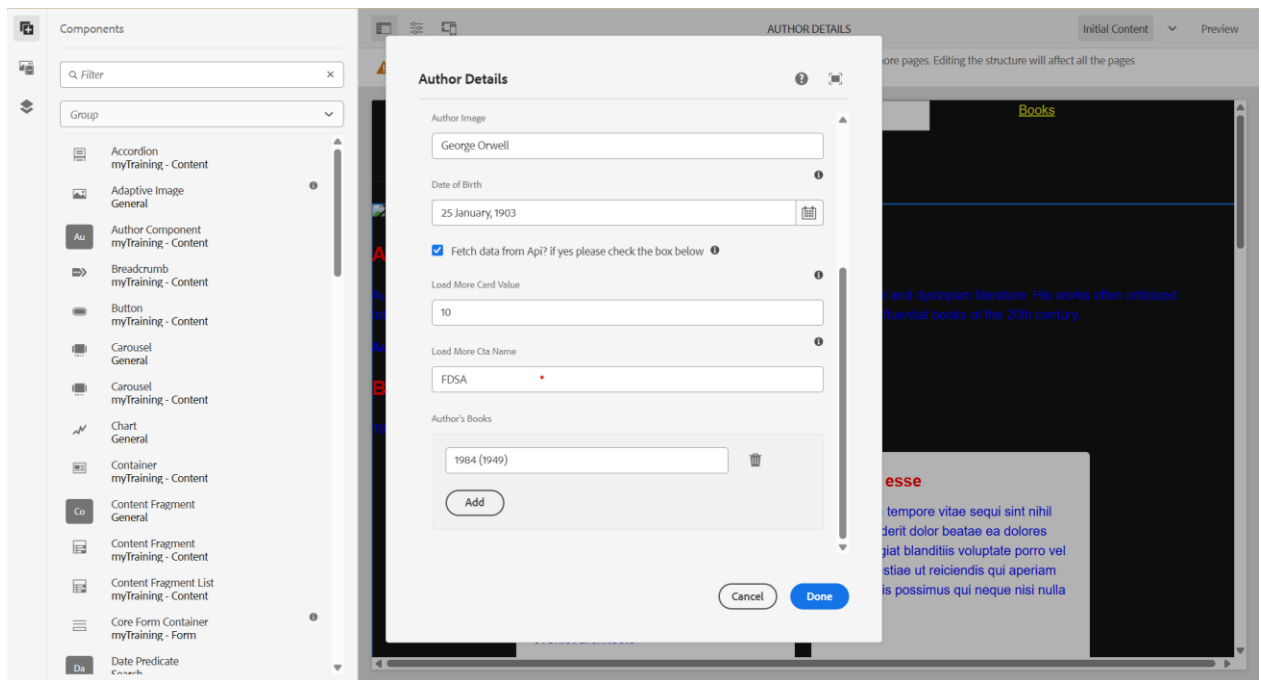 Components
Filter
Group
Accordion
myTraining - Content
Adaptive Image
General
Au
Author Component
myTraining - Content
Breadcrumb
myTraining - Content
Button
myTraining - Content
Carousel
General
Carousel
myTraining - Content
Chart
General
Container
myTraining - Content
Co
Content Fragment
General
Content Fragment
myTraining - Content
Content Fragment List
myTraining - Content
Core Form Container
myTraining - Form
Da
Date Predicate
Search
AUTHOR DETAILS
Initial Content
Preview
ore pages. Editing the structure will affect all the pages
Books
Author Details
Author Image
George Orwell
Date of Birth
25 January, 1903
Fetch data from Api? if yes please check the box below
Load More Card Value
10
Load More Cta Name
FDSA
Author's Books
1984 (1949)
Add
Cancel
Done
l and dystopian literature. His works often criticized
fluential books of the 20th century.
esse
tempore vitae sequi sint nihil
derit dolor beatae ea dolores
giat blanditiis voluptate porro vel
estiae ut reiciendis qui aperiam
is possimus qui neque nisi nulla